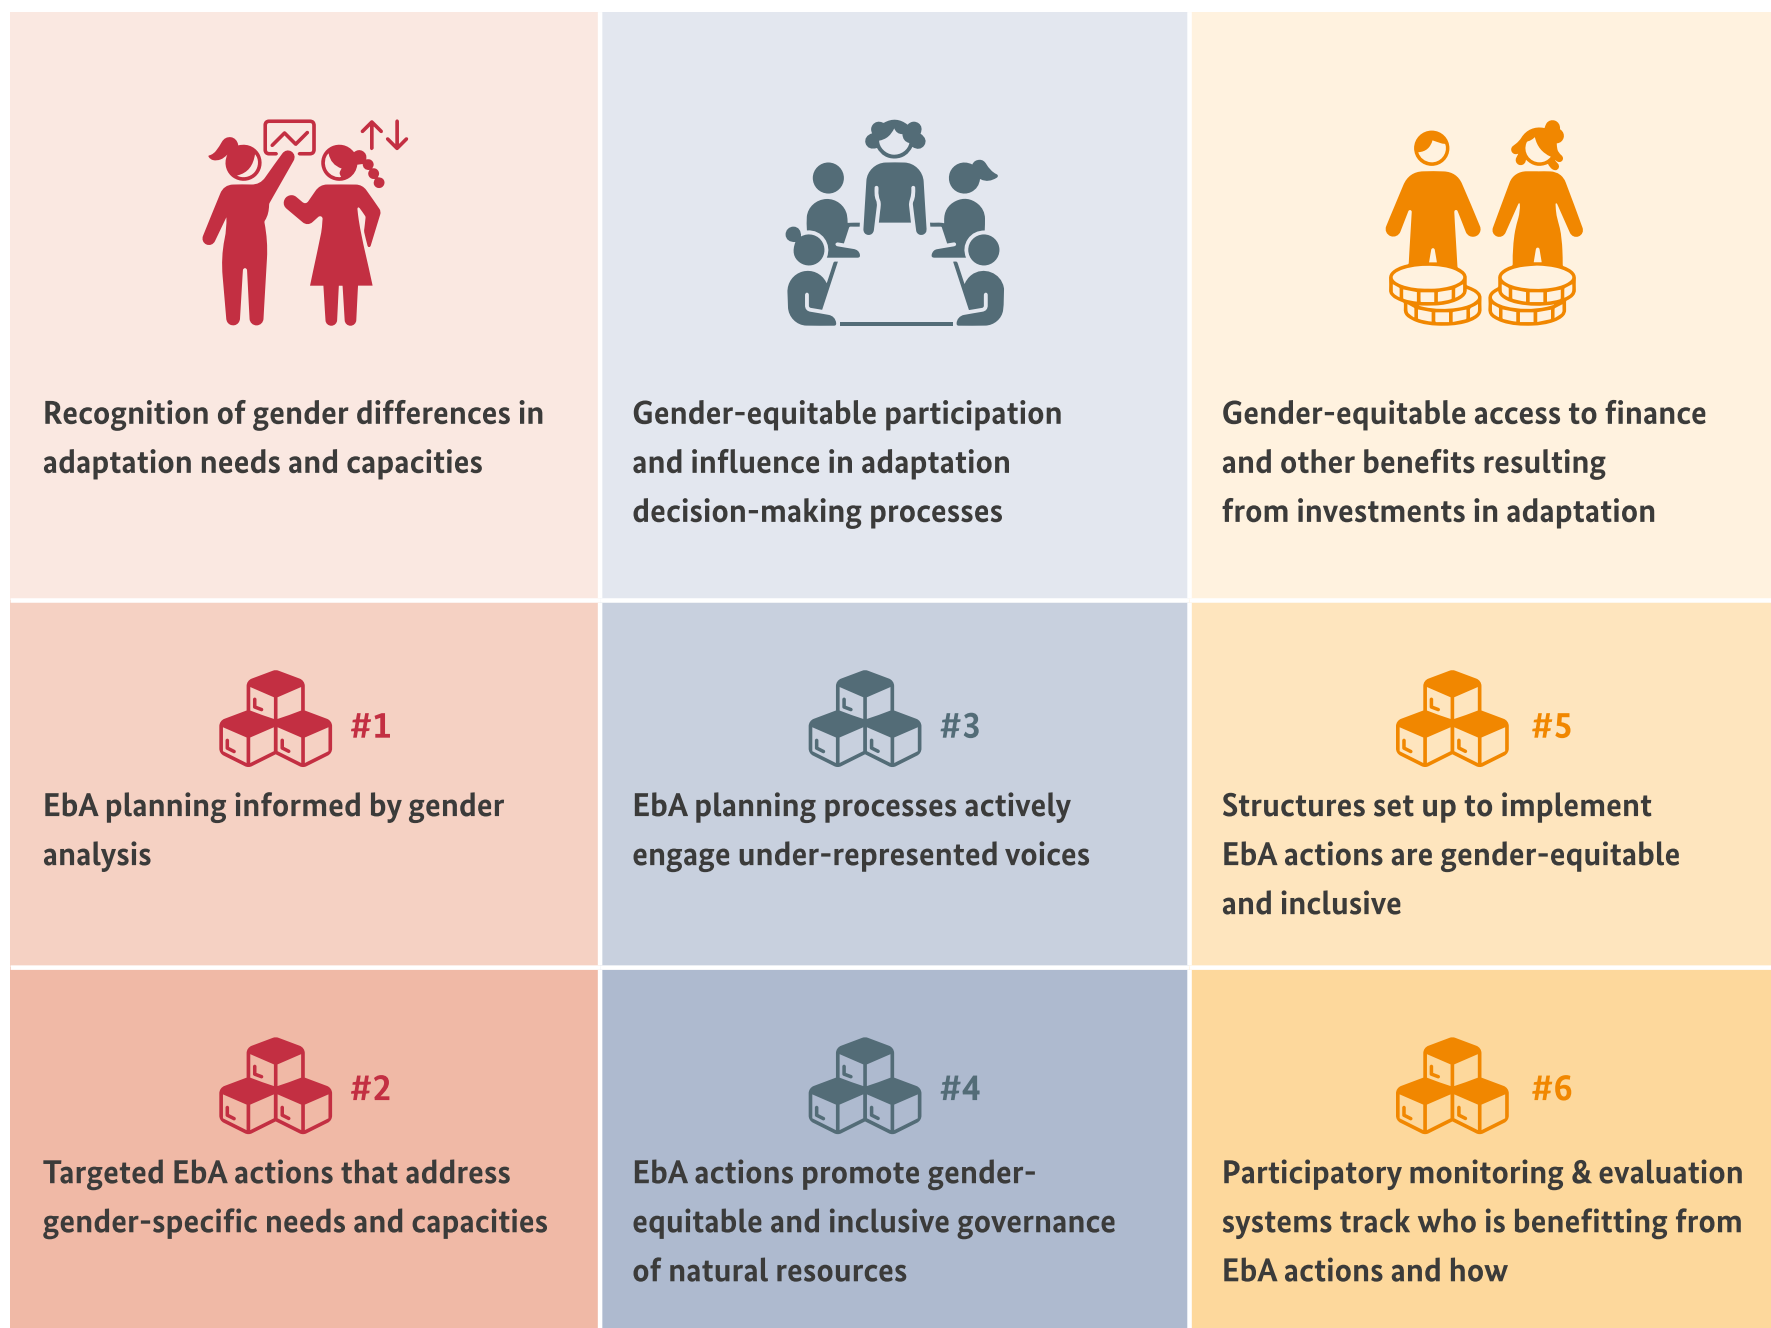 Recognition of gender differences in
adaptation needs and capacities
Gender-equitable participation
and influence in adaptation
decision-making processes
Gender-equitable access to finance
and other benefits resulting
from investments in adaptation
#1
EbA planning informed by gender
analysis
#3
EbA planning processes actively
engage under-represented voices
#5
Structures set up to implement
EbA actions are gender-equitable
and inclusive
#2
Targeted EbA actions that address
gender-specific needs and capacities
#4
EbA actions promote gender-
equitable and inclusive governance
of natural resources
#6
Participatory monitoring & evaluation
systems track who is benefitting from
EbA actions and how